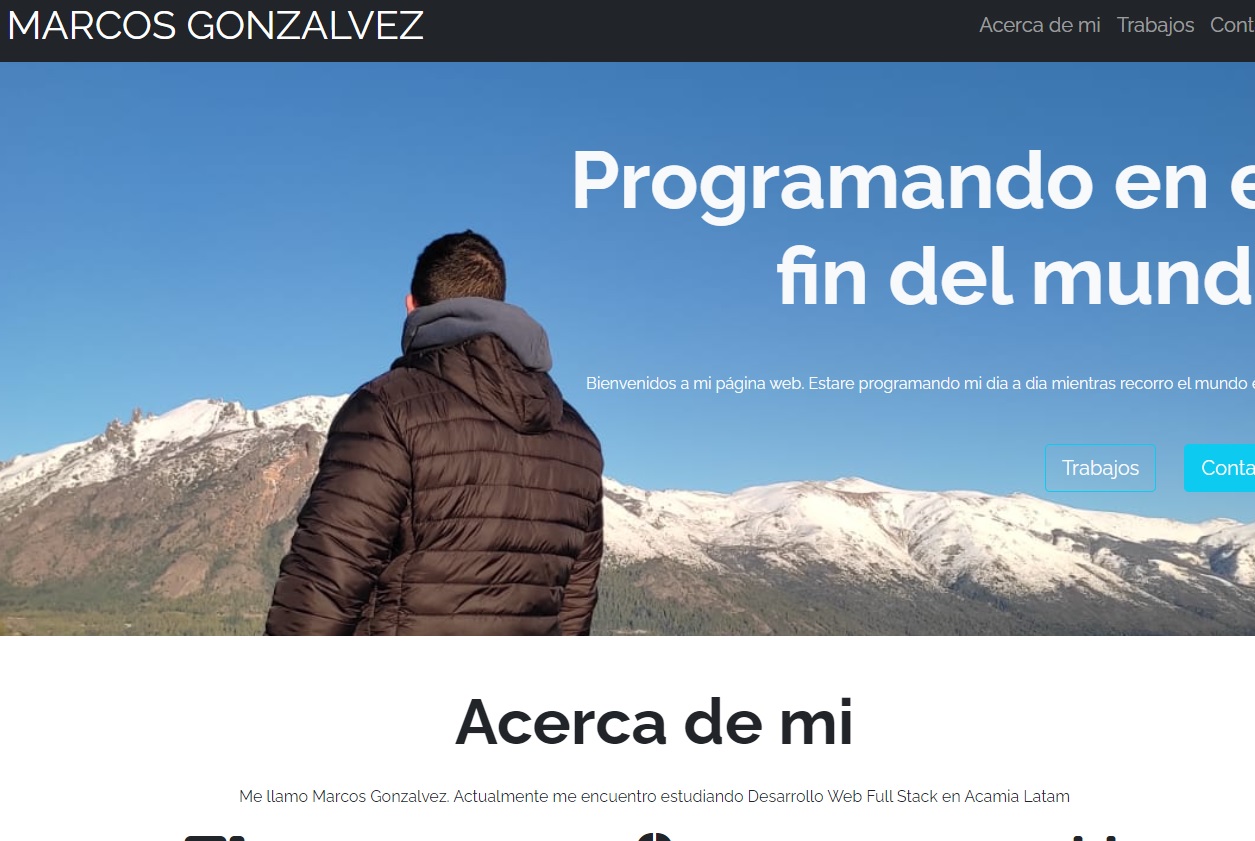 MARCOS GONZALVEZ
Acerca de mi Trabajos Cont
Programando en e
fin del mund
Bienvenidos a mi página web. Estare programando mi dia a dia mientras recorro el mundo e
Trabajos Conta
Acerca de mi
Me llamo Marcos Gonzalvez. Actualmente me encuentro estudiando Desarrollo Web Full Stack en Acamia Latam